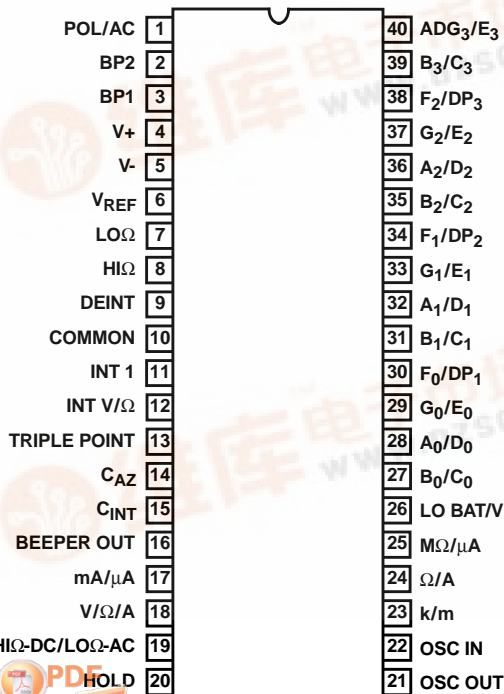 POL/AC 1
BP2 2
BP1 3
V+ 4
V- 5
VREF 6
LOΩ 7
HIΩ 8
DEINT 9
COMMON 10
INT 1 11
INT V/Ω 12
TRIPLE POINT 13
CAZ 14
CINT 15
BEEPER OUT 16
mA/μA 17
V/Ω/A 18
HIΩ-DC/LOΩ-AC 19
PDF
HOLD 20
40 ADG3/E3
39 B3/C3
38 F2/DP3
37 G2/E2
36 A2/D2
35 B2/C2
34 F1/DP2
33 G1/E1
32 A1/D1
31 B1/C1
30 F0/DP1
29 G0/E0
28 A0/D0
27 B0/C0
26 LO BAT/V
25 MΩ/μA
24 Ω/A
23 k/m
22 OSC IN
21 OSC OUT
维库电子